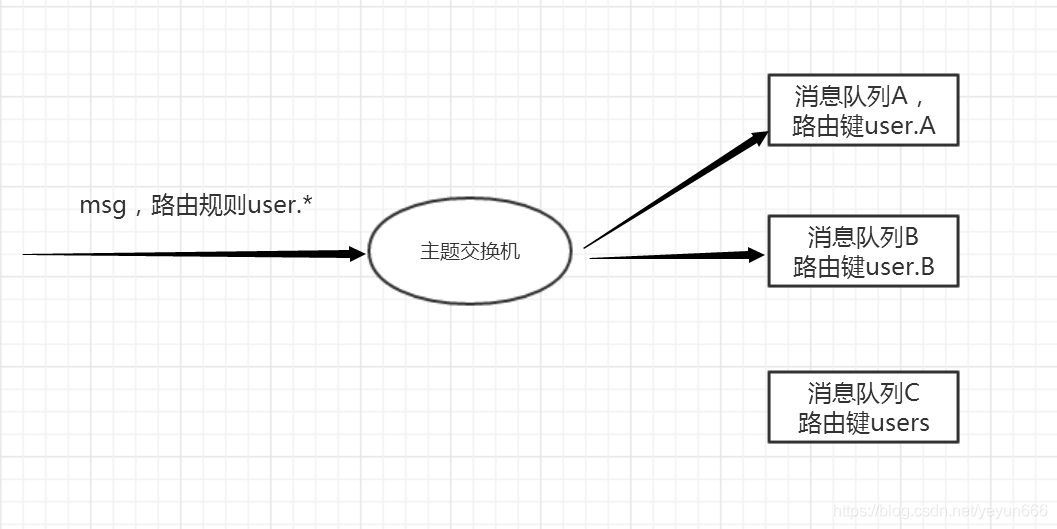 msg，路由规则user.*
主题交换机
消息队列A，
路由键user.A
消息队列B
路由键user.B
消息队列C
路由键users
https://blog.csdn.net/yeyun666